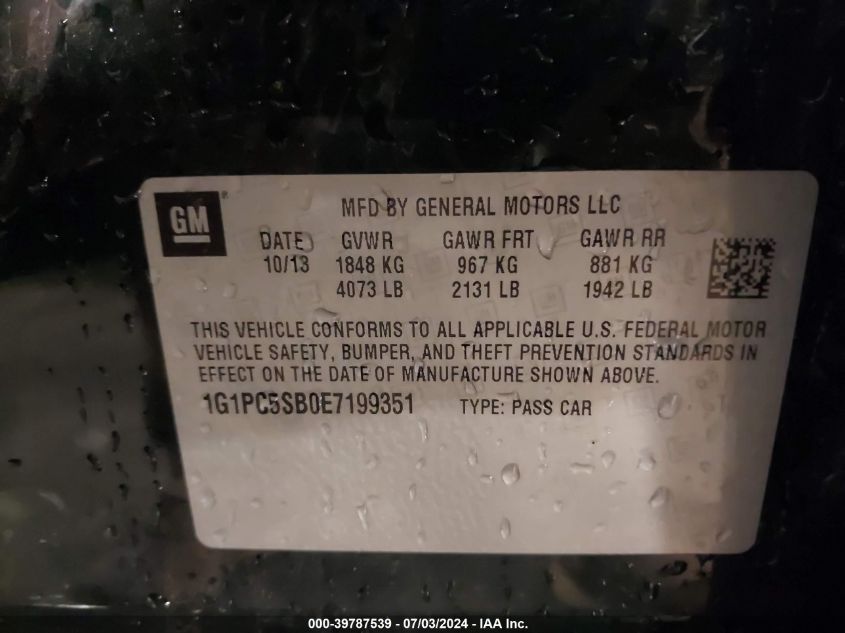 GM ®
MFD BY GENERAL MOTORS LLC
DATE GVWR GAWR FRT GAWR RR
10/13 1848 KG 967 KG 881 KG
4073 LB 2131 LB 1942 LB
THIS VEHICLE CONFORMS TO ALL APPLICABLE U.S. FEDERAL MOTOR
VEHICLE SAFETY, BUMPER, AND THEFT PREVENTION STANDARDS IN
EFFECT ON THE DATE OF MANUFACTURE SHOWN ABOVE.
1G1PC5SB0E7199351 TYPE: PASS CAR
000-39787539 - 07/03/2024 - IAA Inc.